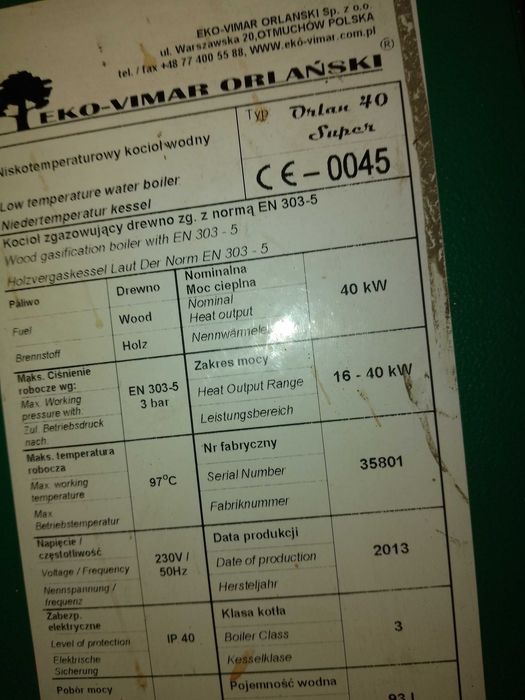 EKO-VIMAR ORLAŃSKI Sp. z o.o.
ul. Warszawska 20,OTMUCHÓW POLSKA
tel. / fax +48 77 400 55 88, www.eko-vimar.com.pl
EKO-VIMAR ORLAŃSKI ®
Niskotemperaturowy kocioł wodny
Low temperature water boiler
Niedertemperatur kessel
Typ Orlan 40
Super
CE – 0045
Kocioł zgazowujący drewno zg. z normą EN 303-5
Wood gasification boiler with EN 303 - 5
Holzvergaskessel Laut Der Norm EN 303 - 5
Paliwo
Fuel
Brennstoff
Drewno
Wood
Holz
Nominalna
Moc cieplna
Nominal
Heat output
40 kW
Maks. Ciśnienie
robocze wg:
Max. Working
pressure with.
Zul. Betriebsdruck
nach.
EN 303-5
3 bar
Zakres mocy
Heat Output Range
Leistungsbereich
16 - 40 kW
Maks. temperatura
robocza
Max. working
temperature
Max.
Betriebstemperatur
97°C
Nr fabryczny
Serial Number
Fabriknummer
35801
Napięcie /
częstotliwość
Voltage / Frequency
Nennspannung /
frequenz
230V /
50Hz
Data produkcji
Date of production
Hersteljahr
2013
Zabezp.
elektryczne
Level of protection
Elektrische
Sicherung
IP 40
Klasa kotła
Boiler Class
Kesselklase
3
Pobór mocy
Pojemność wodna
93 l